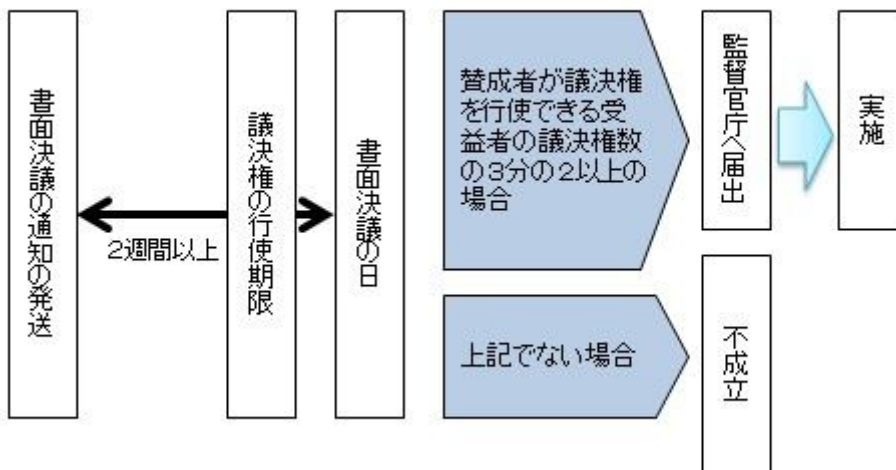 書面決議の通知の発送
2週間以上
議決権の行使期限
書面決議の日
賛成者が議決権
を行使できる受
益者の議決権数
の3分の2以上の
場合
監督官庁へ届出
実施
上記でない場合
不成立